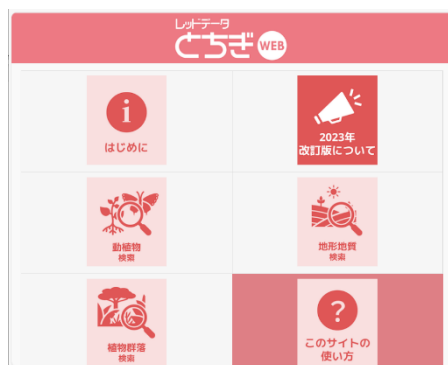 レッドデータ
とちぎ WEB
はじめに
2023年
改訂版について
動植物
検索
地形地質
検索
植物群落
検索
このサイトの
使い方